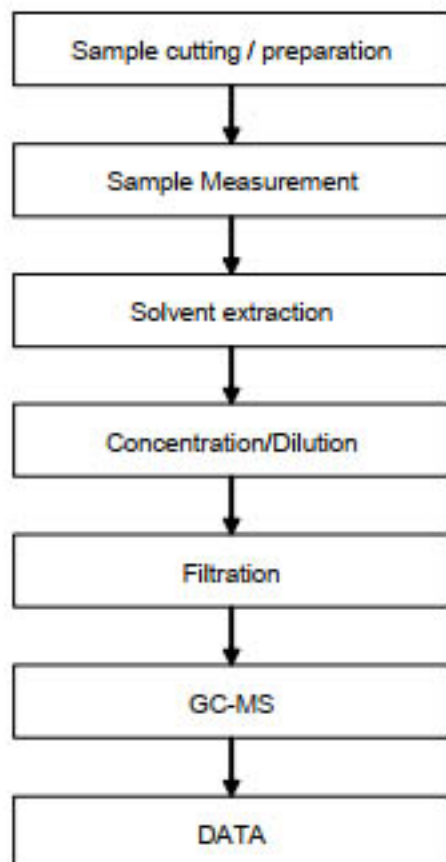 Sample cutting / preparation
Sample Measurement
Solvent extraction
Concentration/Dilution
Filtration
GC-MS
DATA